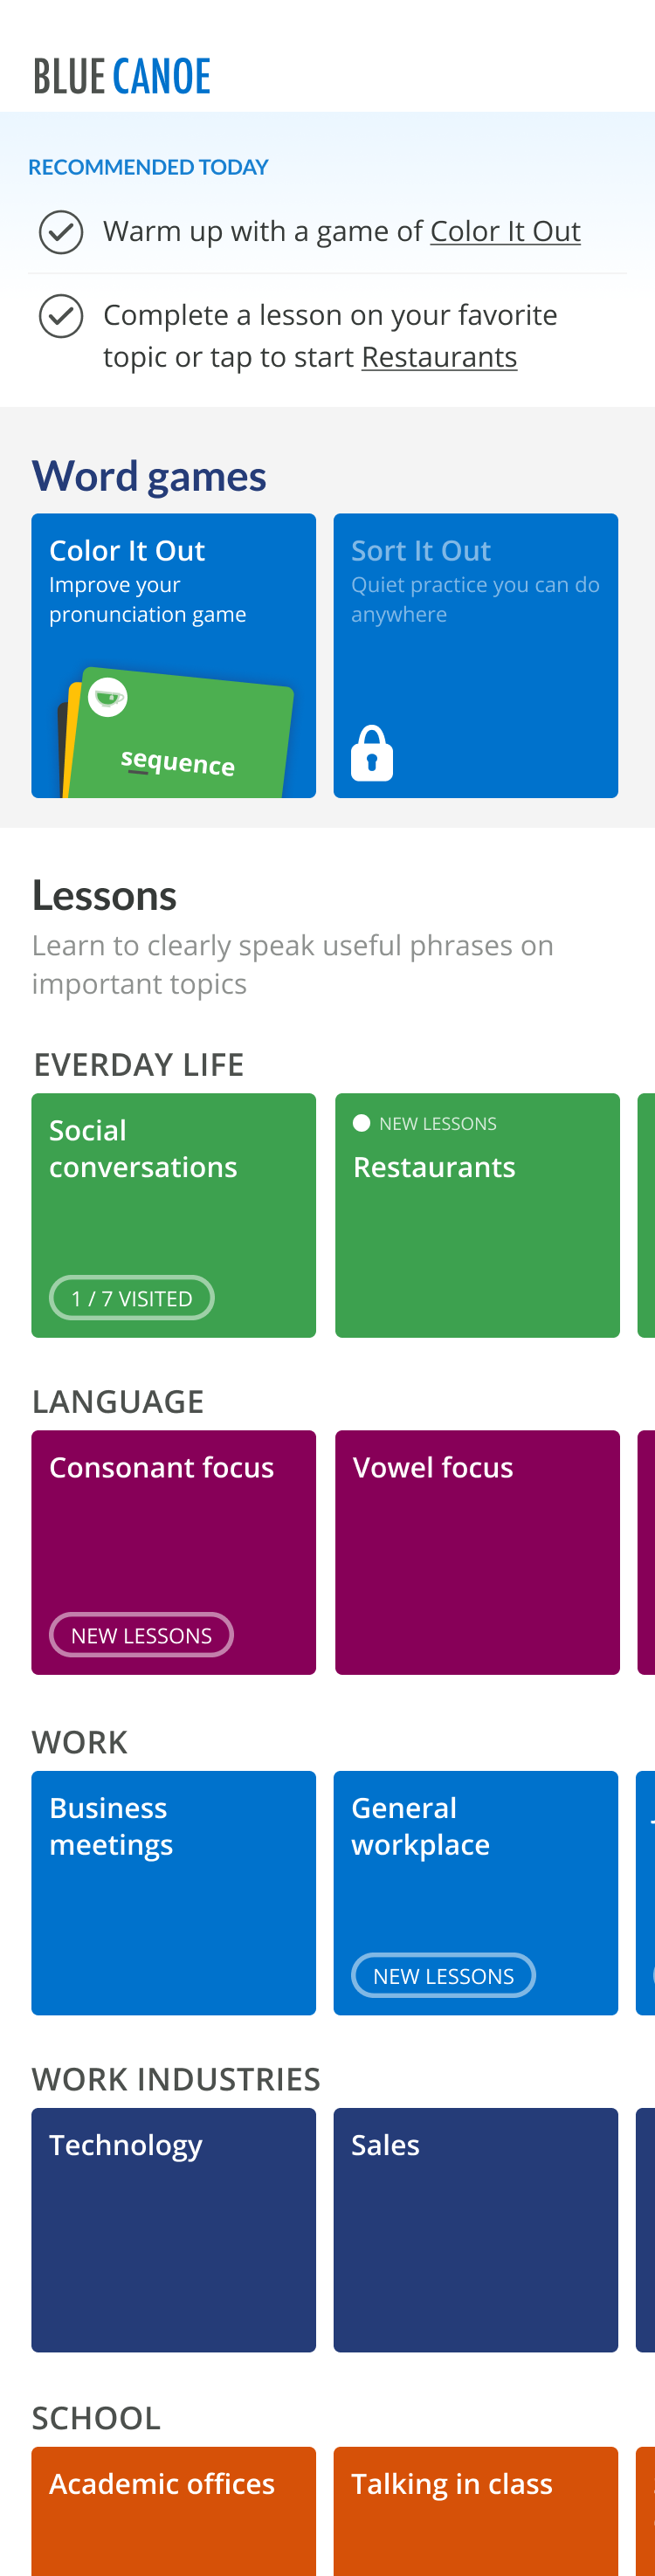 BLUE CANOE
RECOMMENDED TODAY
Warm up with a game of Color It Out
Complete a lesson on your favorite
topic or tap to start Restaurants
Word games
Color It Out
Improve your
pronunciation game
sequence
Sort It Out
Quiet practice you can do
anywhere
Lessons
Learn to clearly speak useful phrases on
important topics
EVERDAY LIFE
Social
conversations
1 / 7 VISITED
NEW LESSONS
Restaurants
LANGUAGE
Consonant focus
NEW LESSONS
Vowel focus
WORK
Business
meetings
General
workplace
NEW LESSONS
WORK INDUSTRIES
Technology
Sales
SCHOOL
Academic offices
Talking in class